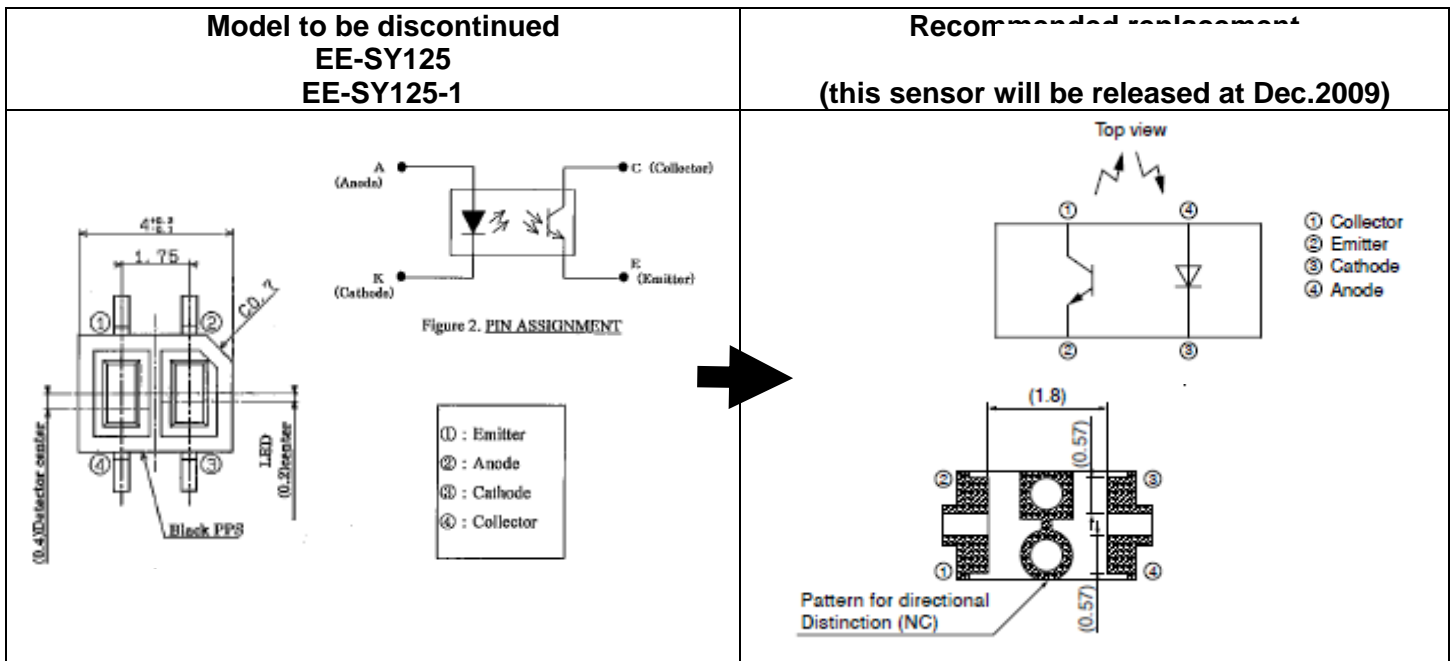 Model to be discontinued
EE-SY125
EE-SY125-1
Recommended replacement
(this sensor will be released at Dec.2009)
1.75
① ②
④ ③
(0.4)Detector center
LED
(0.2)center
Black PPS
A
(Anode)
C (Collector)
K
(Cathode)
E
(Emitter)
Figure 2. PIN ASSIGNMENT
① : Emitter
② : Anode
③ : Cathode
④ : Collector
Top view
① ④
② ③
① Collector
② Emitter
③ Cathode
④ Anode
(1.8)
(0.57)
② ③
① ④
(0.57)
Pattern for directional
Distinction (NC)